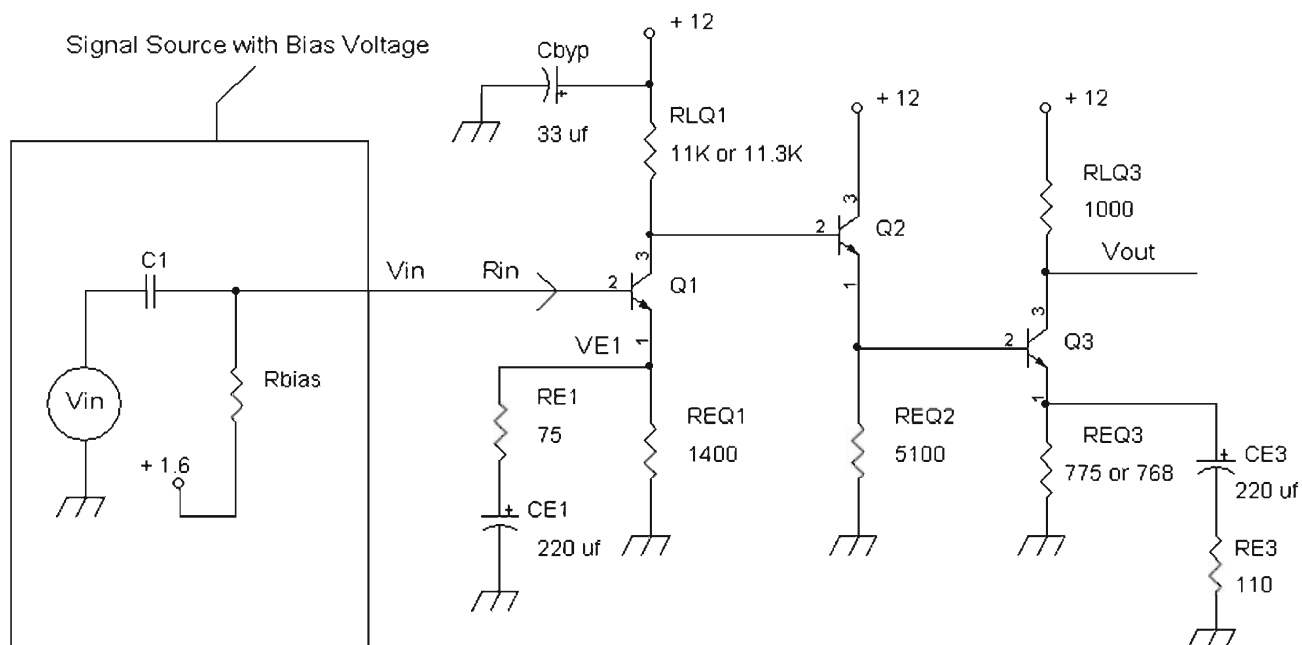 Signal Source with Bias Voltage
+ 12
Cbyp
33 uf
RLQ1
11K or 11.3K
+ 12
+ 12
RLQ3
1000
3
2
Q2
1
Vout
C1
Vin
Rin
3
2
Q1
1
VE1
3
2
Q3
1
Vin
Rbias
+ 1.6
RE1
75
REQ1
1400
REQ2
5100
REQ3
775 or 768
CE3
+
220 uf
CE1
+
220 uf
RE3
110
+